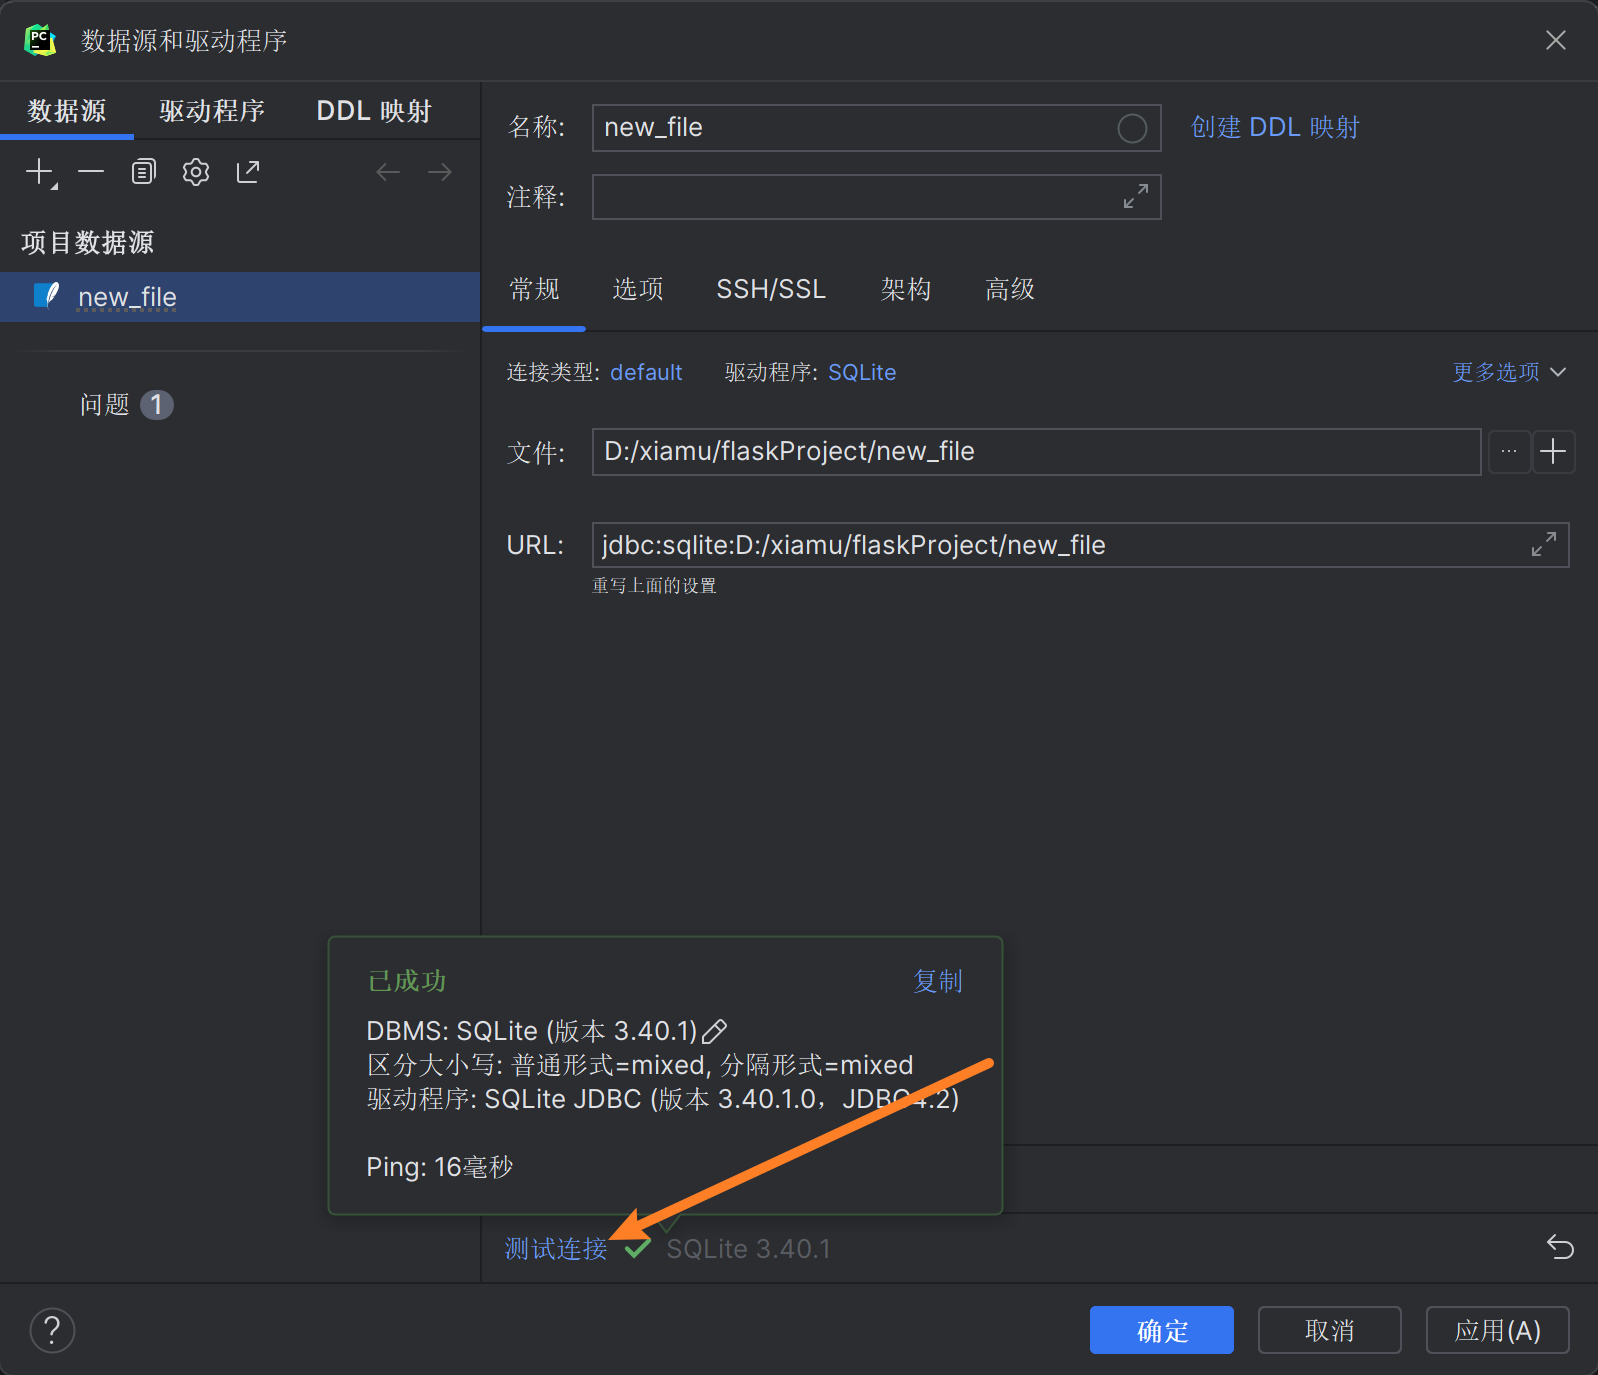 PC
数据源和驱动程序
数据源 驱动程序 DDL 映射
项目数据源
new_file
问题 1
名称: new_file 创建 DDL 映射
注释:
常规 选项 SSH/SSL 架构 高级
连接类型: default 驱动程序: SQLite 更多选项
文件: D:/xiamu/flaskProject/new_file ...
URL: jdbc:sqlite:D:/xiamu/flaskProject/new_file
重写上面的设置
已成功 复制
DBMS: SQLite (版本 3.40.1)
区分大小写: 普通形式=mixed, 分隔形式=mixed
驱动程序: SQLite JDBC (版本 3.40.1.0，JDBC4.2)
Ping: 16毫秒
测试连接 SQLite 3.40.1
? 确定 取消 应用(A)